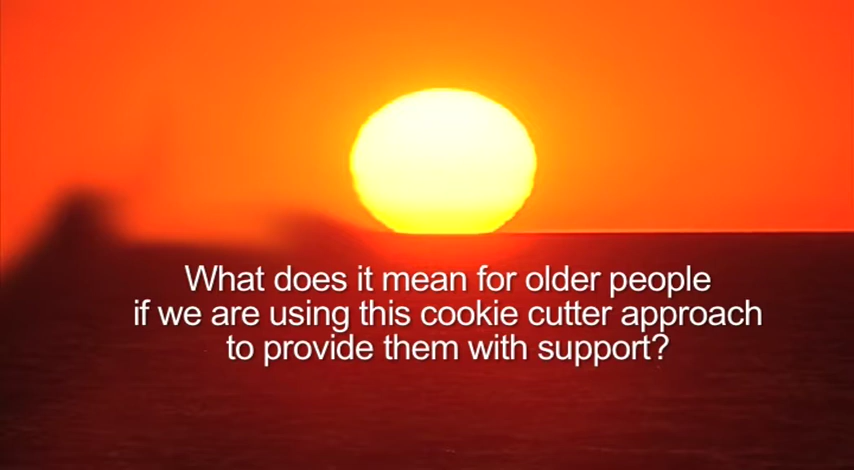 What does it mean for older people
if we are using this cookie cutter approach
to provide them with support?